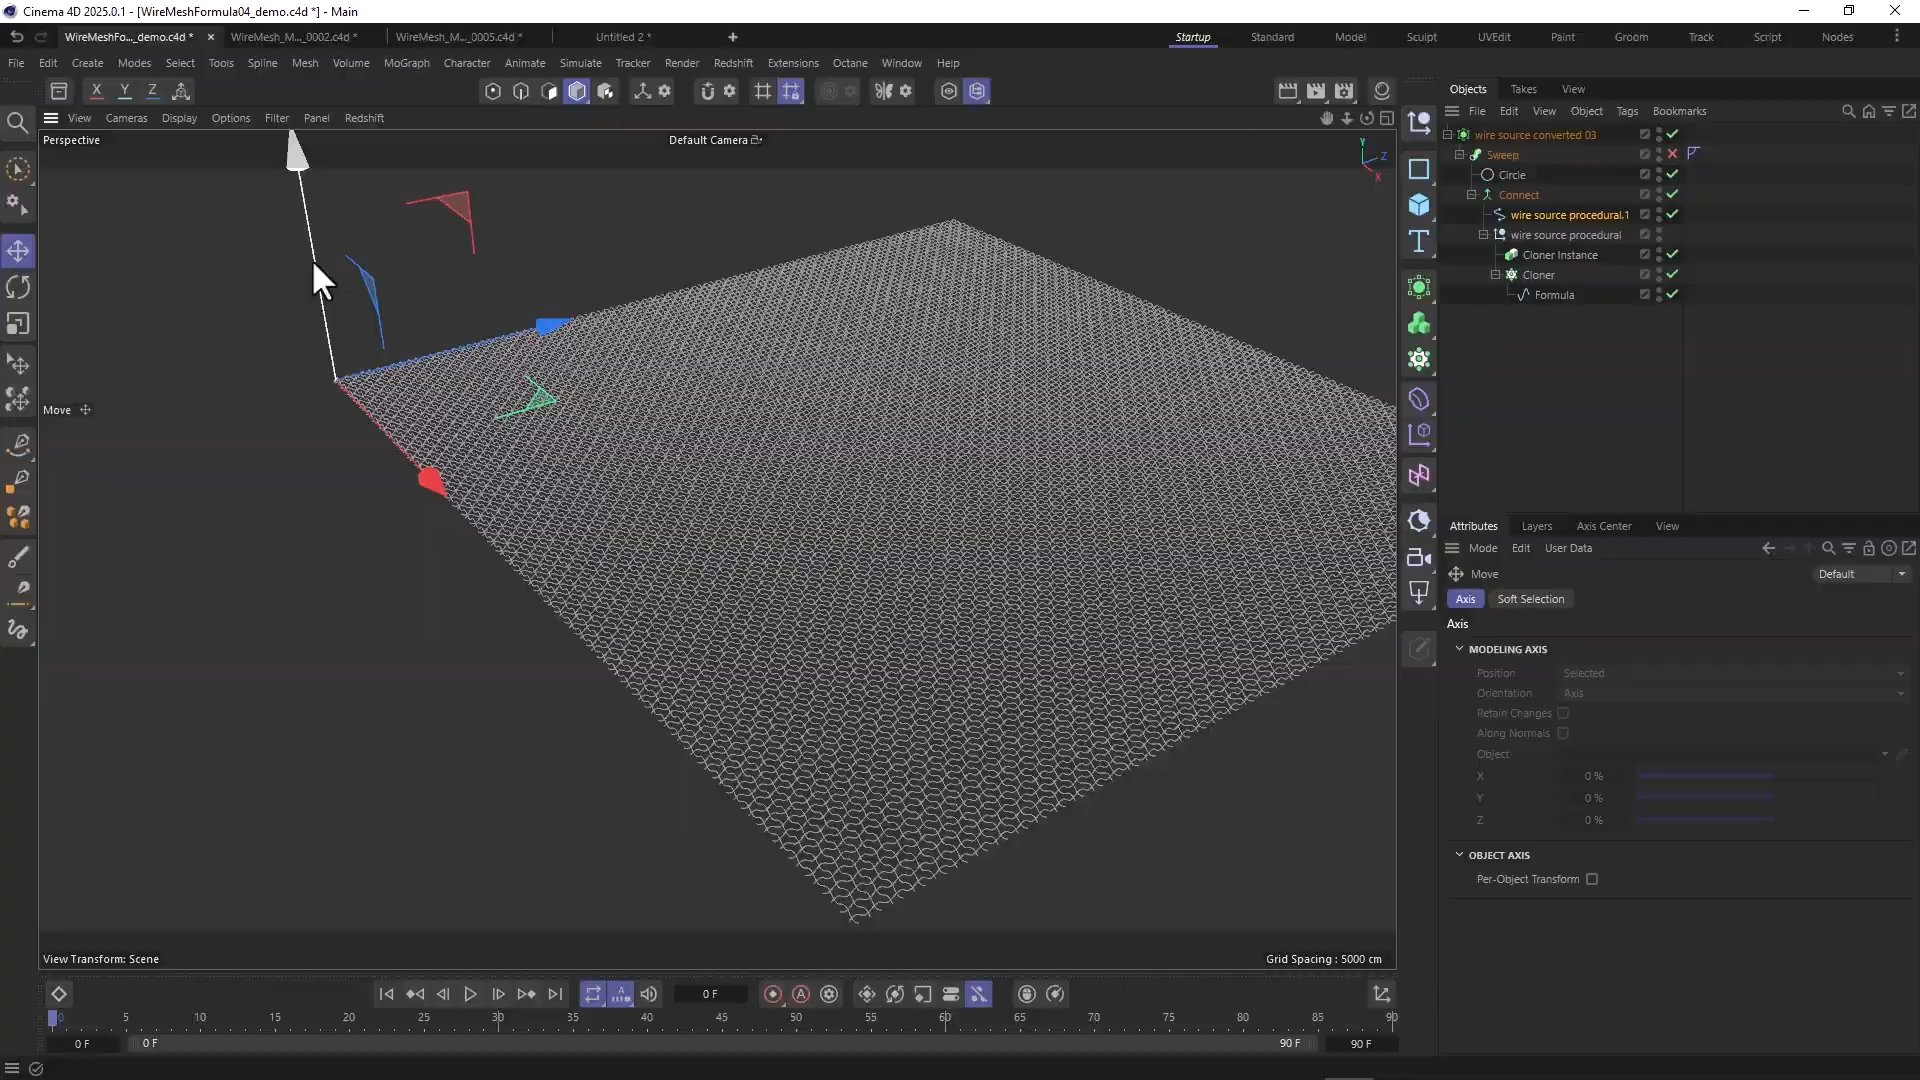 Cinema 4D 2025.0.1 - [WireMeshFormula04_demo.c4d *] - Main
WireMeshFo..._demo.c4d * × WireMesh_M..._0002.c4d * WireMesh_M..._0005.c4d * Untitled 2 * + Startup Standard Model Sculpt UVEdit Paint Groom Track Script Nodes
File Edit Create Modes Select Tools Spline Mesh Volume MoGraph Character Animate Simulate Tracker Render Redshift Extensions Octane Window Help
X Y Z
Objects Takes View
File Edit View Object Tags Bookmarks
View Cameras Display Options Filter Panel Redshift
Perspective
Default Camera
Y
Z
X
wire source converted 03
Sweep
Circle
Connect
wire source procedural.1
wire source procedural
Cloner Instance
Cloner
Formula
Move
Attributes Layers Axis Center View
Mode Edit User Data
Move Default
Axis Soft Selection
Axis
MODELING AXIS
Position Selected
Orientation Axis
Retain Changes
Along Normals
Object
X 0 %
Y 0 %
Z 0 %
OBJECT AXIS
Per-Object Transform
View Transform: Scene
Grid Spacing : 5000 cm
0 F
0 5 10 15 20 25 30 35 40 45 50 55 60 65 70 75 80 85 90
0 F 0 F 90 F 90 F